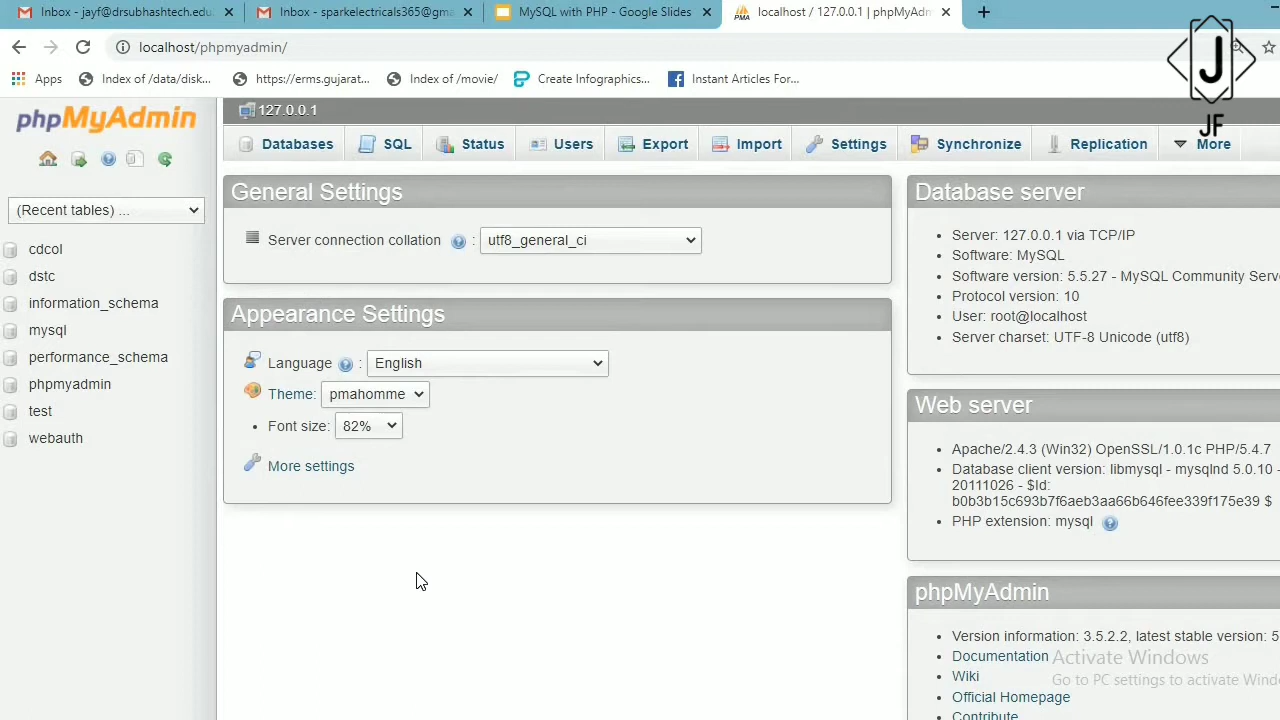 Inbox - jayf@drsubhashtech.edu.
Inbox - sparkelectricals365@gma
MySQL with PHP - Google Slides
localhost / 127.0.0.1 | phpMyAdm
localhost/phpmyadmin/
Apps
Index of /data/disk...
https://erms.gujarat...
Index of /movie/
Create Infographics...
Instant Articles For...
J
JF
phpMyAdmin
(Recent tables) ...
cdcol
dstc
information_schema
mysql
performance_schema
phpmyadmin
test
webauth
127.0.0.1
Databases
SQL
Status
Users
Export
Import
Settings
Synchronize
Replication
More
General Settings
Server connection collation : utf8_general_ci
Appearance Settings
Language : English
Theme: pmahomme
Font size: 82%
More settings
Database server
Server: 127.0.0.1 via TCP/IP
Software: MySQL
Software version: 5.5.27 - MySQL Community Serve
Protocol version: 10
User: root@localhost
Server charset: UTF-8 Unicode (utf8)
Web server
Apache/2.4.3 (Win32) OpenSSL/1.0.1c PHP/5.4.7
Database client version: libmysql - mysqlnd 5.0.10 -
20111026 - $Id:
b0b3b15c693b7f6aeb3aa66b646fee339f175e39 $
PHP extension: mysql
phpMyAdmin
Version information: 3.5.2.2, latest stable version: 5
Documentation
Wiki
Official Homepage
Contribute
Activate Windows
Go to PC settings to activate Wind